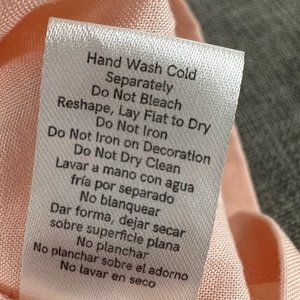 Hand Wash Cold
Separately
Do Not Bleach
Reshape, Lay Flat to Dry
Do Not Iron
Do Not Iron on Decoration
Do Not Dry Clean
Lavar a mano con agua
fría por separado
No blanquear
Dar forma, dejar secar
sobre superficie plana
No planchar
No planchar sobre el adorno
No lavar en seco